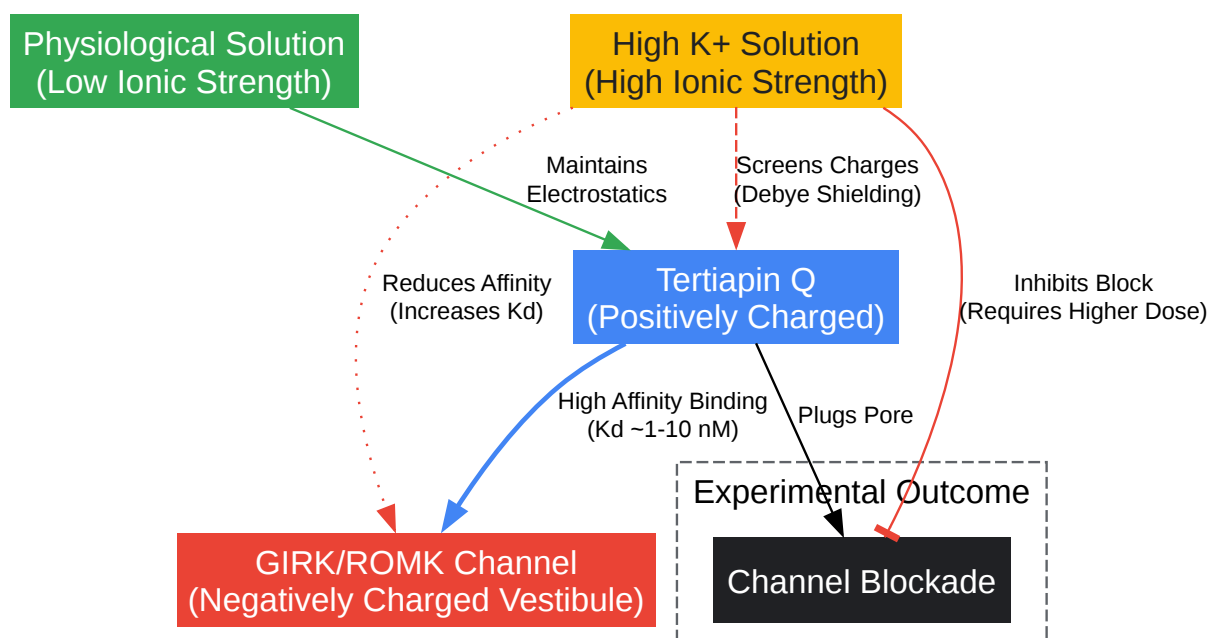 Physiological Solution
(Low Ionic Strength)
High K+ Solution
(High Ionic Strength)
Maintains
Electrostatics
Screens Charges
(Debye Shielding)
Reduces Affinity
(Increases Kd)
Tertiapin Q
(Positively Charged)
Inhibits Block
(Requires Higher Dose)
High Affinity Binding
(Kd ~1-10 nM)
Plugs Pore
Experimental Outcome
GIRK/ROMK Channel
(Negatively Charged Vestibule)
Channel Blockade